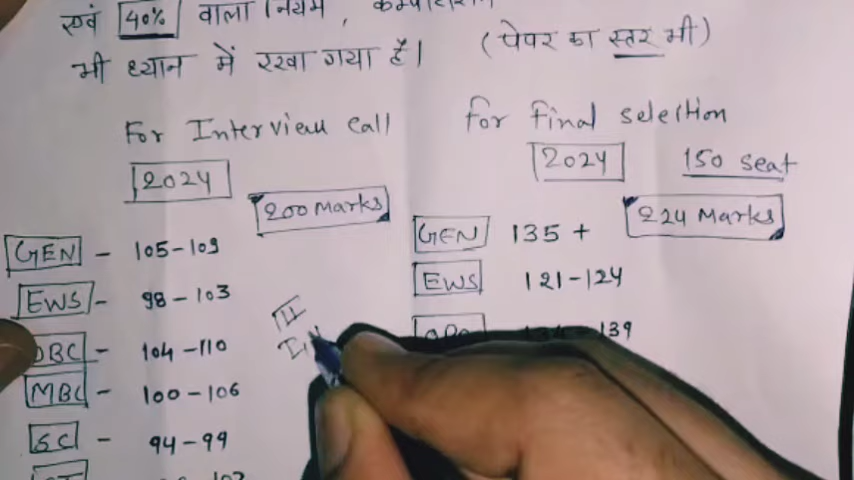 एवं 40% वाला नियम ,
भी ध्यान में रखा गया है। (पेपर का स्तर भी)
For Interview Call
2024
200 Marks
GEN - 105-109
EWS - 98-103
OBC - 104-110
MBC - 100-106
SC - 94-99
For Final Selection
2024 150 Seat
224 Marks
GEN 135+
EWS 121-124
139